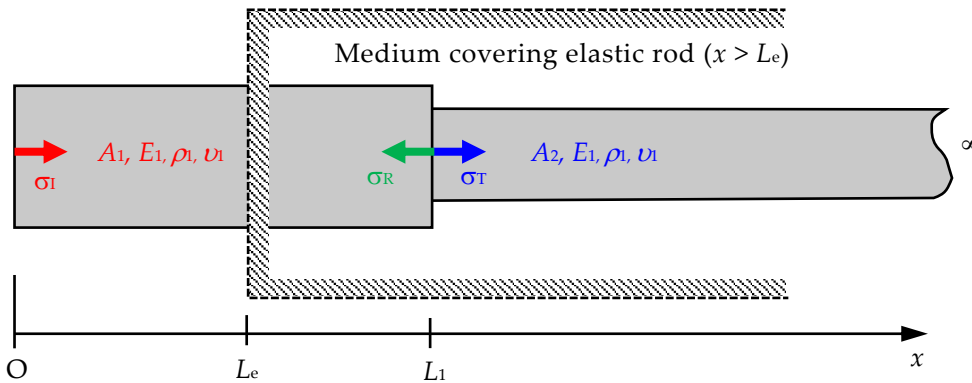 Medium covering elastic rod (x > Le)
A1, E1, ρ1, υ1
A2, E1, ρ1, υ1
∞
σI
σR
σT
O
Le
L1
x